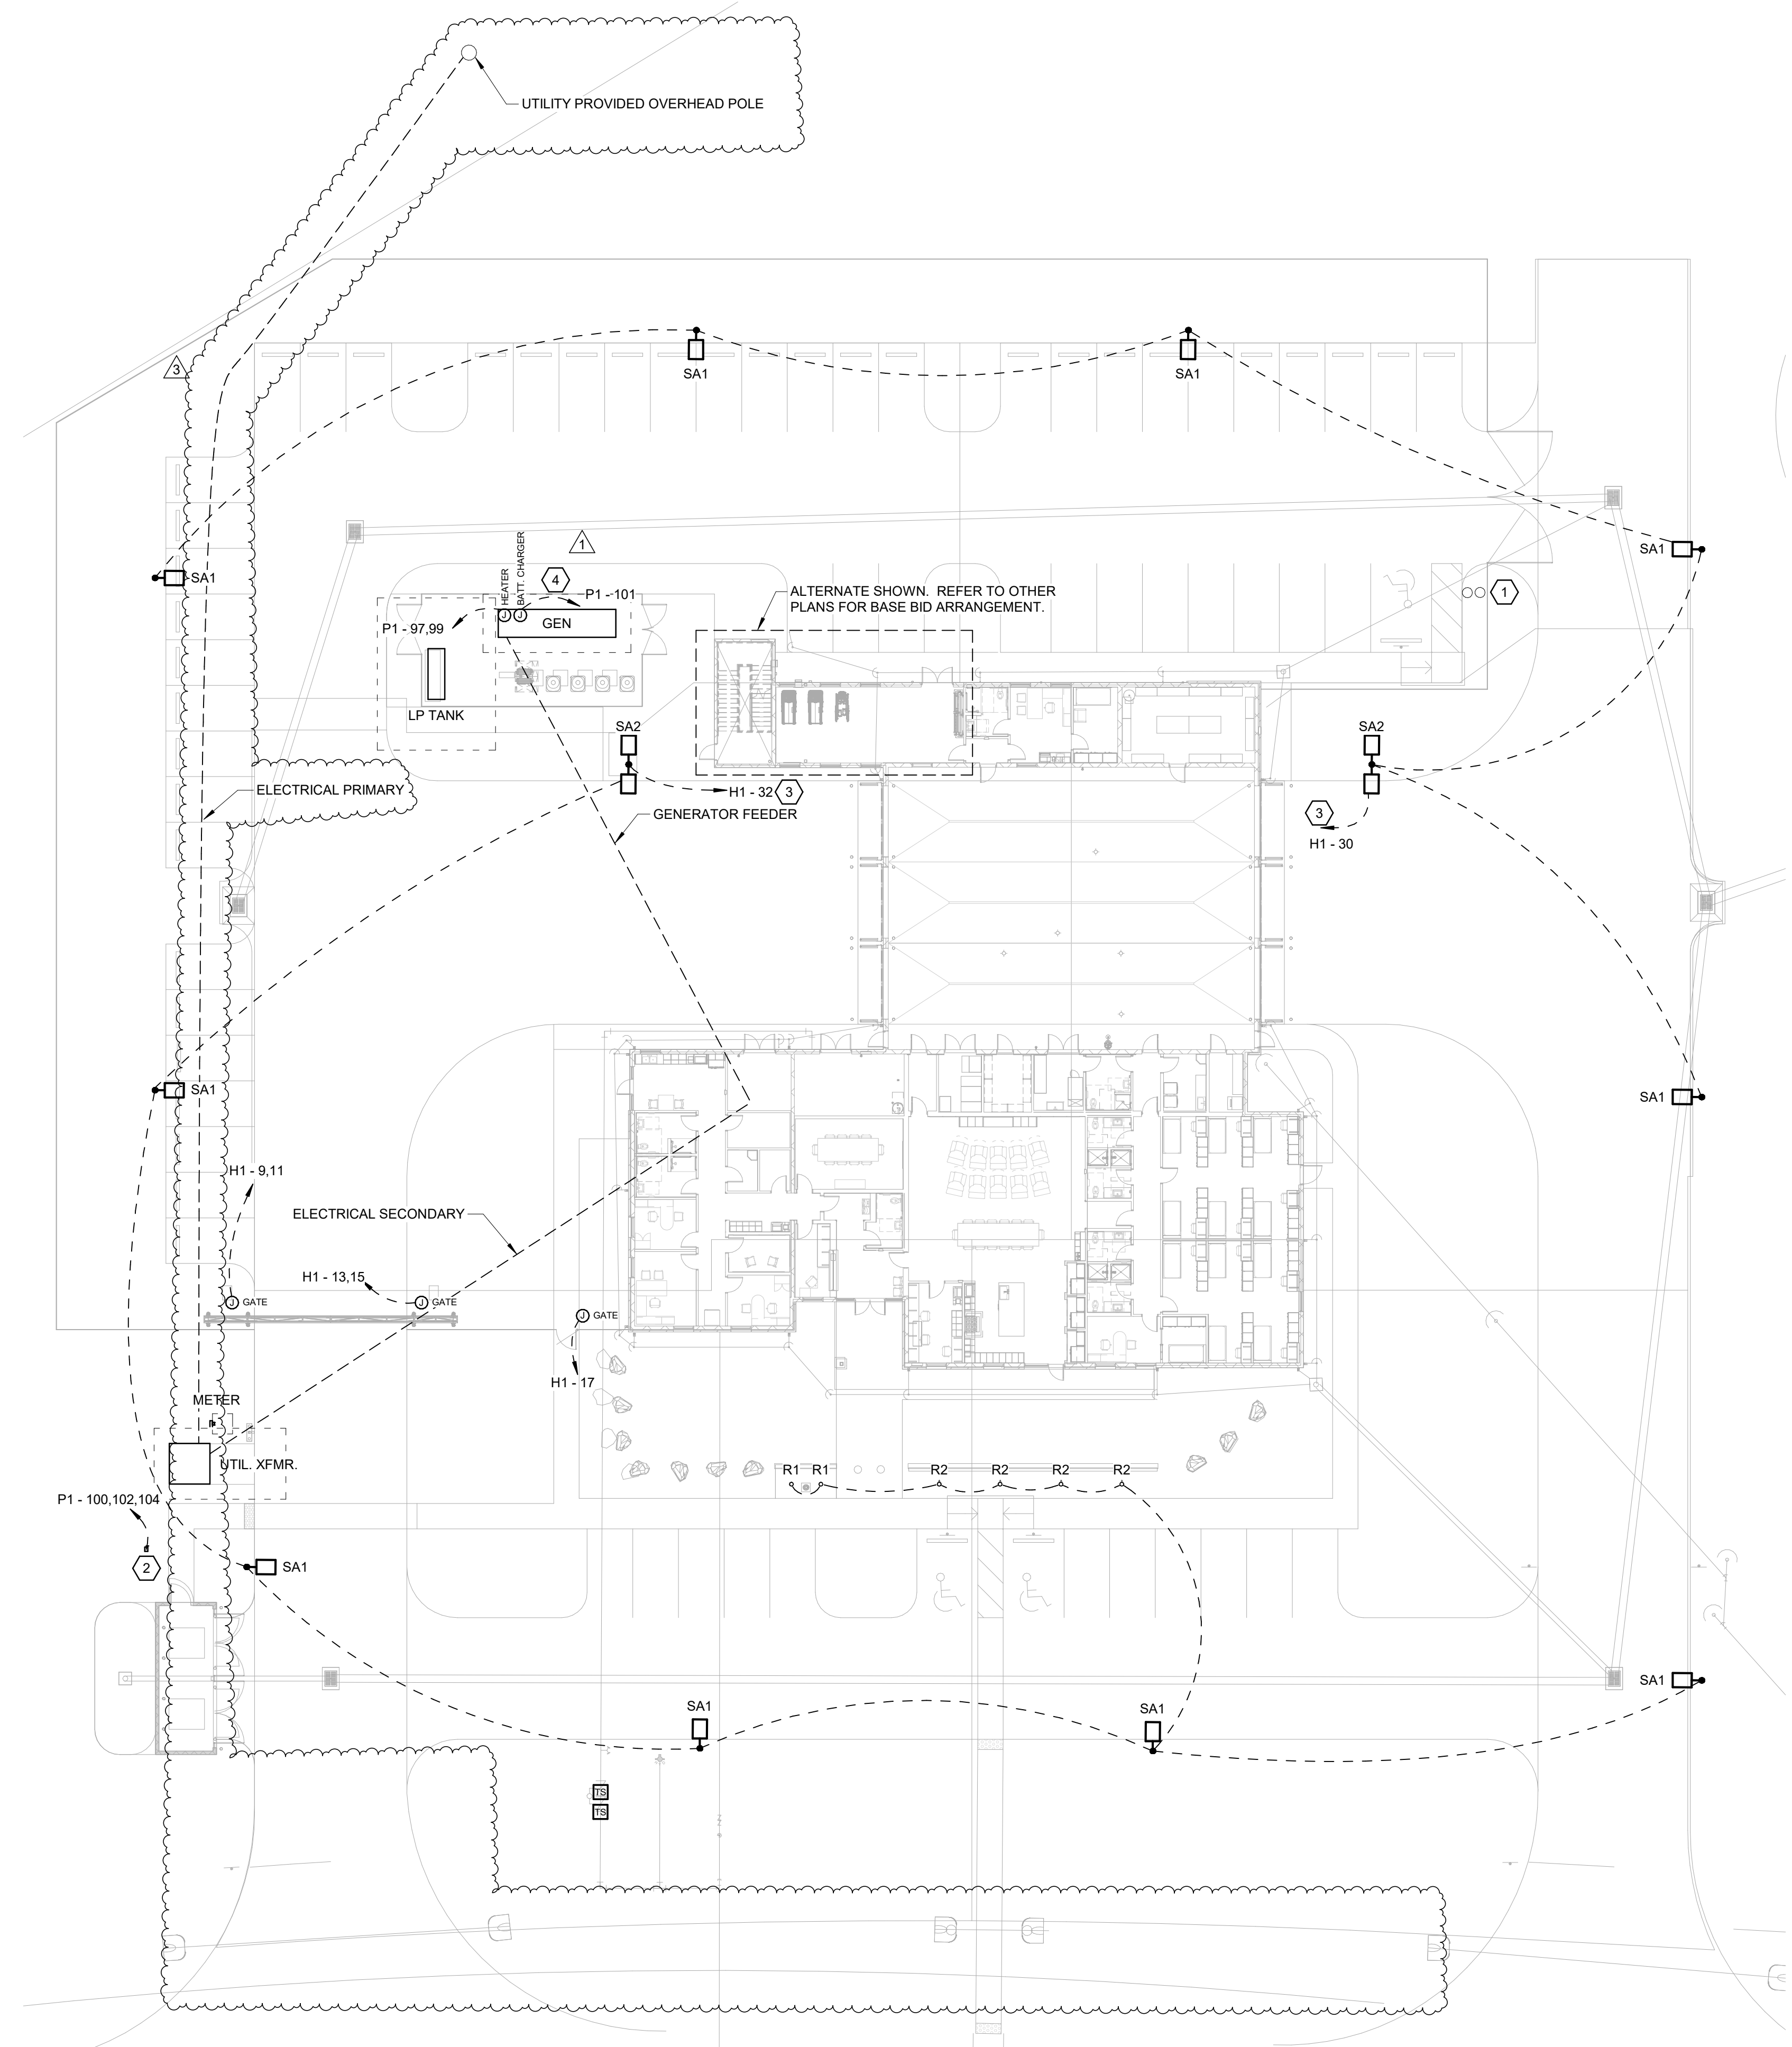 UTILITY PROVIDED OVERHEAD POLE
3
SA1
SA1
SA1
SA1
1
HEATER
BATT. CHARGER
4
P1 - 101
P1 - 97,99
J
J
GEN
LP TANK
ALTERNATE SHOWN. REFER TO OTHER
PLANS FOR BASE BID ARRANGEMENT.
1
SA2
SA2
H1 - 32
3
GENERATOR FEEDER
3
H1 - 30
ELECTRICAL PRIMARY
SA1
SA1
H1 - 9,11
ELECTRICAL SECONDARY
H1 - 13,15
J GATE
J GATE
J GATE
H1 - 17
METER
UTIL. XFMR.
R1
R1
R2
R2
R2
R2
P1 - 100,102,104
2
SA1
SA1
SA1
SA1
TS
TS